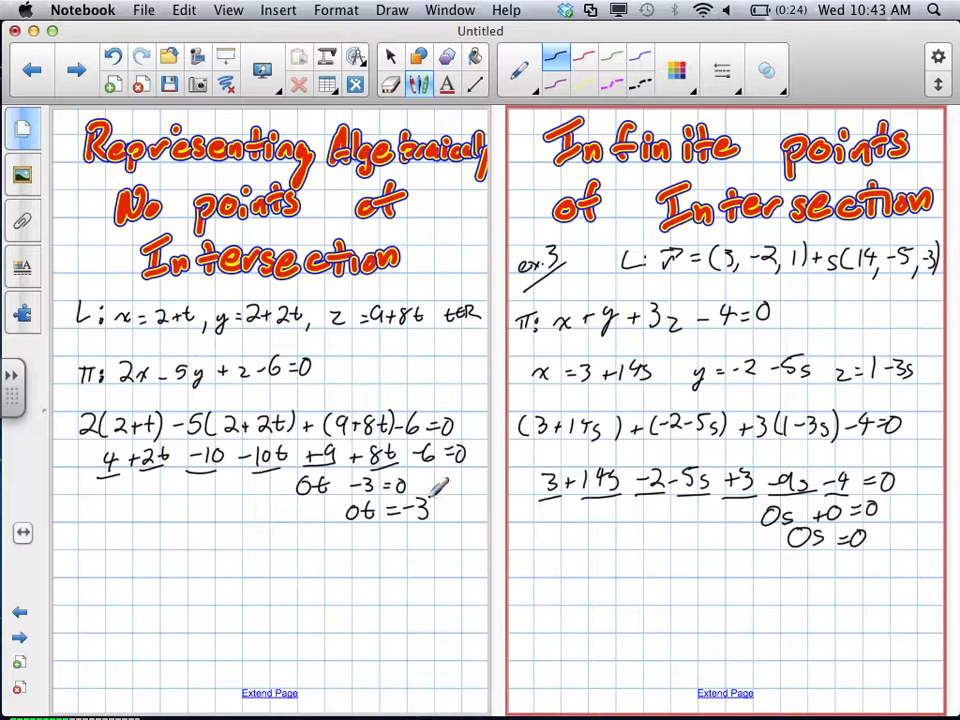 Notebook File Edit View Insert Format Draw Window Help (0:24) Wed 10:43 AM
Untitled
Representing Algebraically
No points of
Intersection
L: x = 2+t, y = 2+2t, z = 9+8t tER
π: 2x - 5y + z - 6 = 0
2(2+t) - 5(2+2t) + (9+8t) - 6 = 0
4 + 2t - 10 - 10t + 9 + 8t - 6 = 0
0t - 3 = 0
0t = -3
Extend Page
Infinite points
of Intersection
ex.3 L: r = (3, -2, 1) + s(14, -5, -3)
π: x + y + 3z - 4 = 0
x = 3 + 14s y = -2 - 5s z = 1 - 3s
(3 + 14s) + (-2 - 5s) + 3(1 - 3s) - 4 = 0
3 + 14s - 2 - 5s + 3 - 9s - 4 = 0
0s + 0 = 0
0s = 0
Extend Page